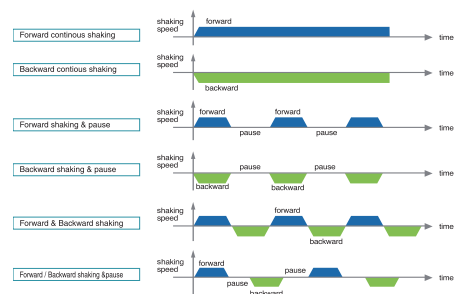 shaking
speed
forward
Forward continous shaking
time
shaking
speed
Backward contious shaking
time
backward
shaking
speed
forward
forward
Forward shaking & pause
time
pause
pause
shaking
speed
pause
pause
Backward shaking & pause
time
backward
backward
shaking
speed
forward
Forward & Backward shaking
time
backward
shaking
speed
forward
pause
Forward / Backward shaking &pause
time
pause
backward